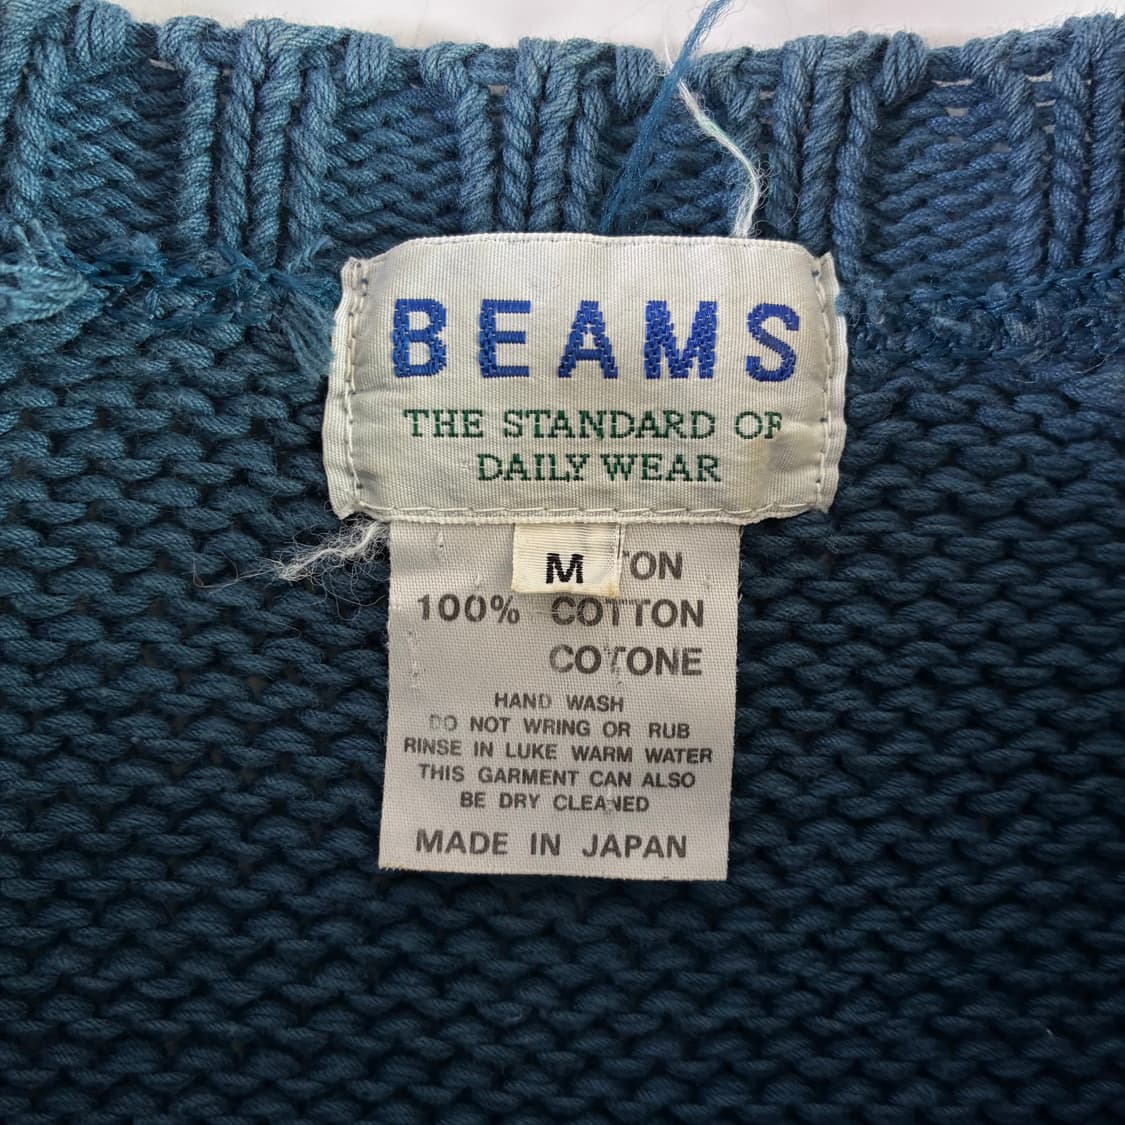 BEAMS
THE STANDARD OF
DAILY WEAR
M
TON
100% COTTON
COTONE
HAND WASH
DO NOT WRING OR RUB
RINSE IN LUKE WARM WATER
THIS GARMENT CAN ALSO
BE DRY CLEANED
MADE IN JAPAN